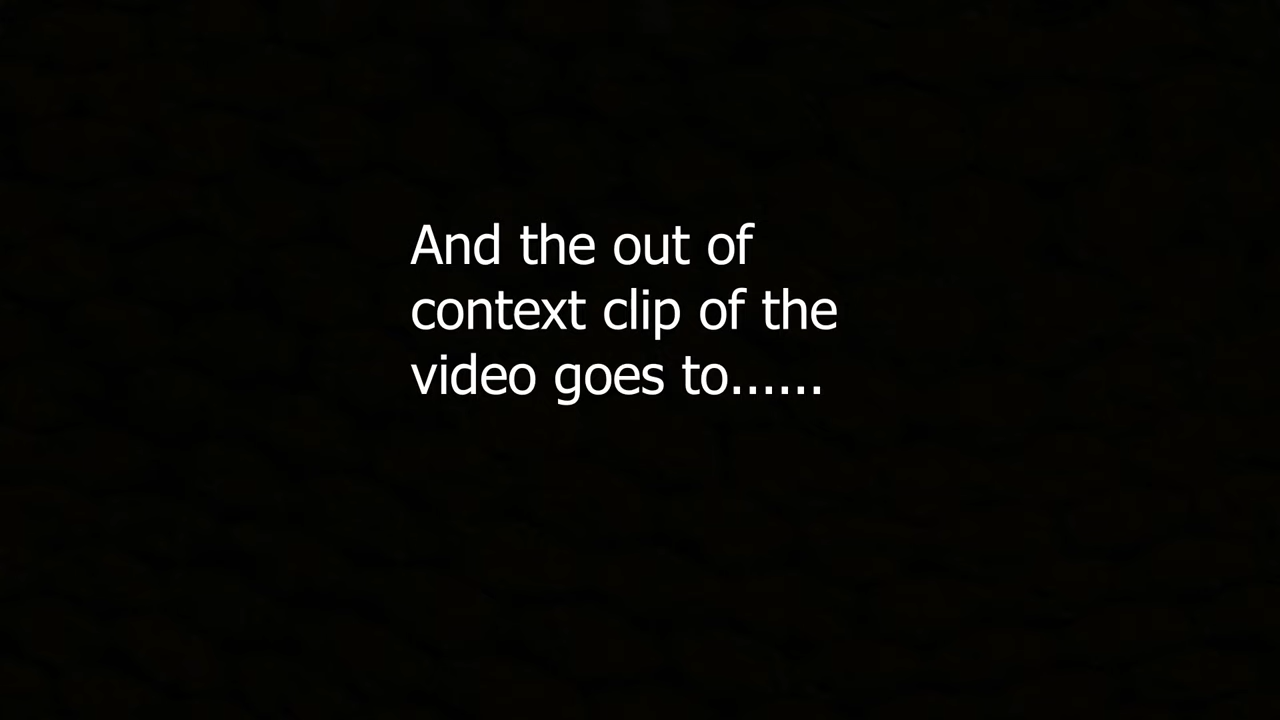 And the out of
context clip of the
video goes to......